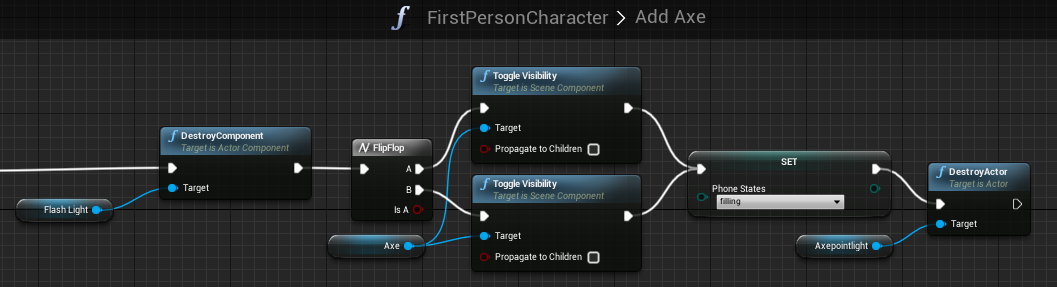 f FirstPersonCharacter > Add Axe
f Toggle Visibility
Target is Scene Component
Target
Propagate to Children
f DestroyComponent
Target is Actor Component
Target
Flash Light
FlipFlop
A
B
Is A
Axe
f Toggle Visibility
Target is Scene Component
Target
Propagate to Children
SET
Phone States
filling
f DestroyActor
Target is Actor
Target
Axepointlight